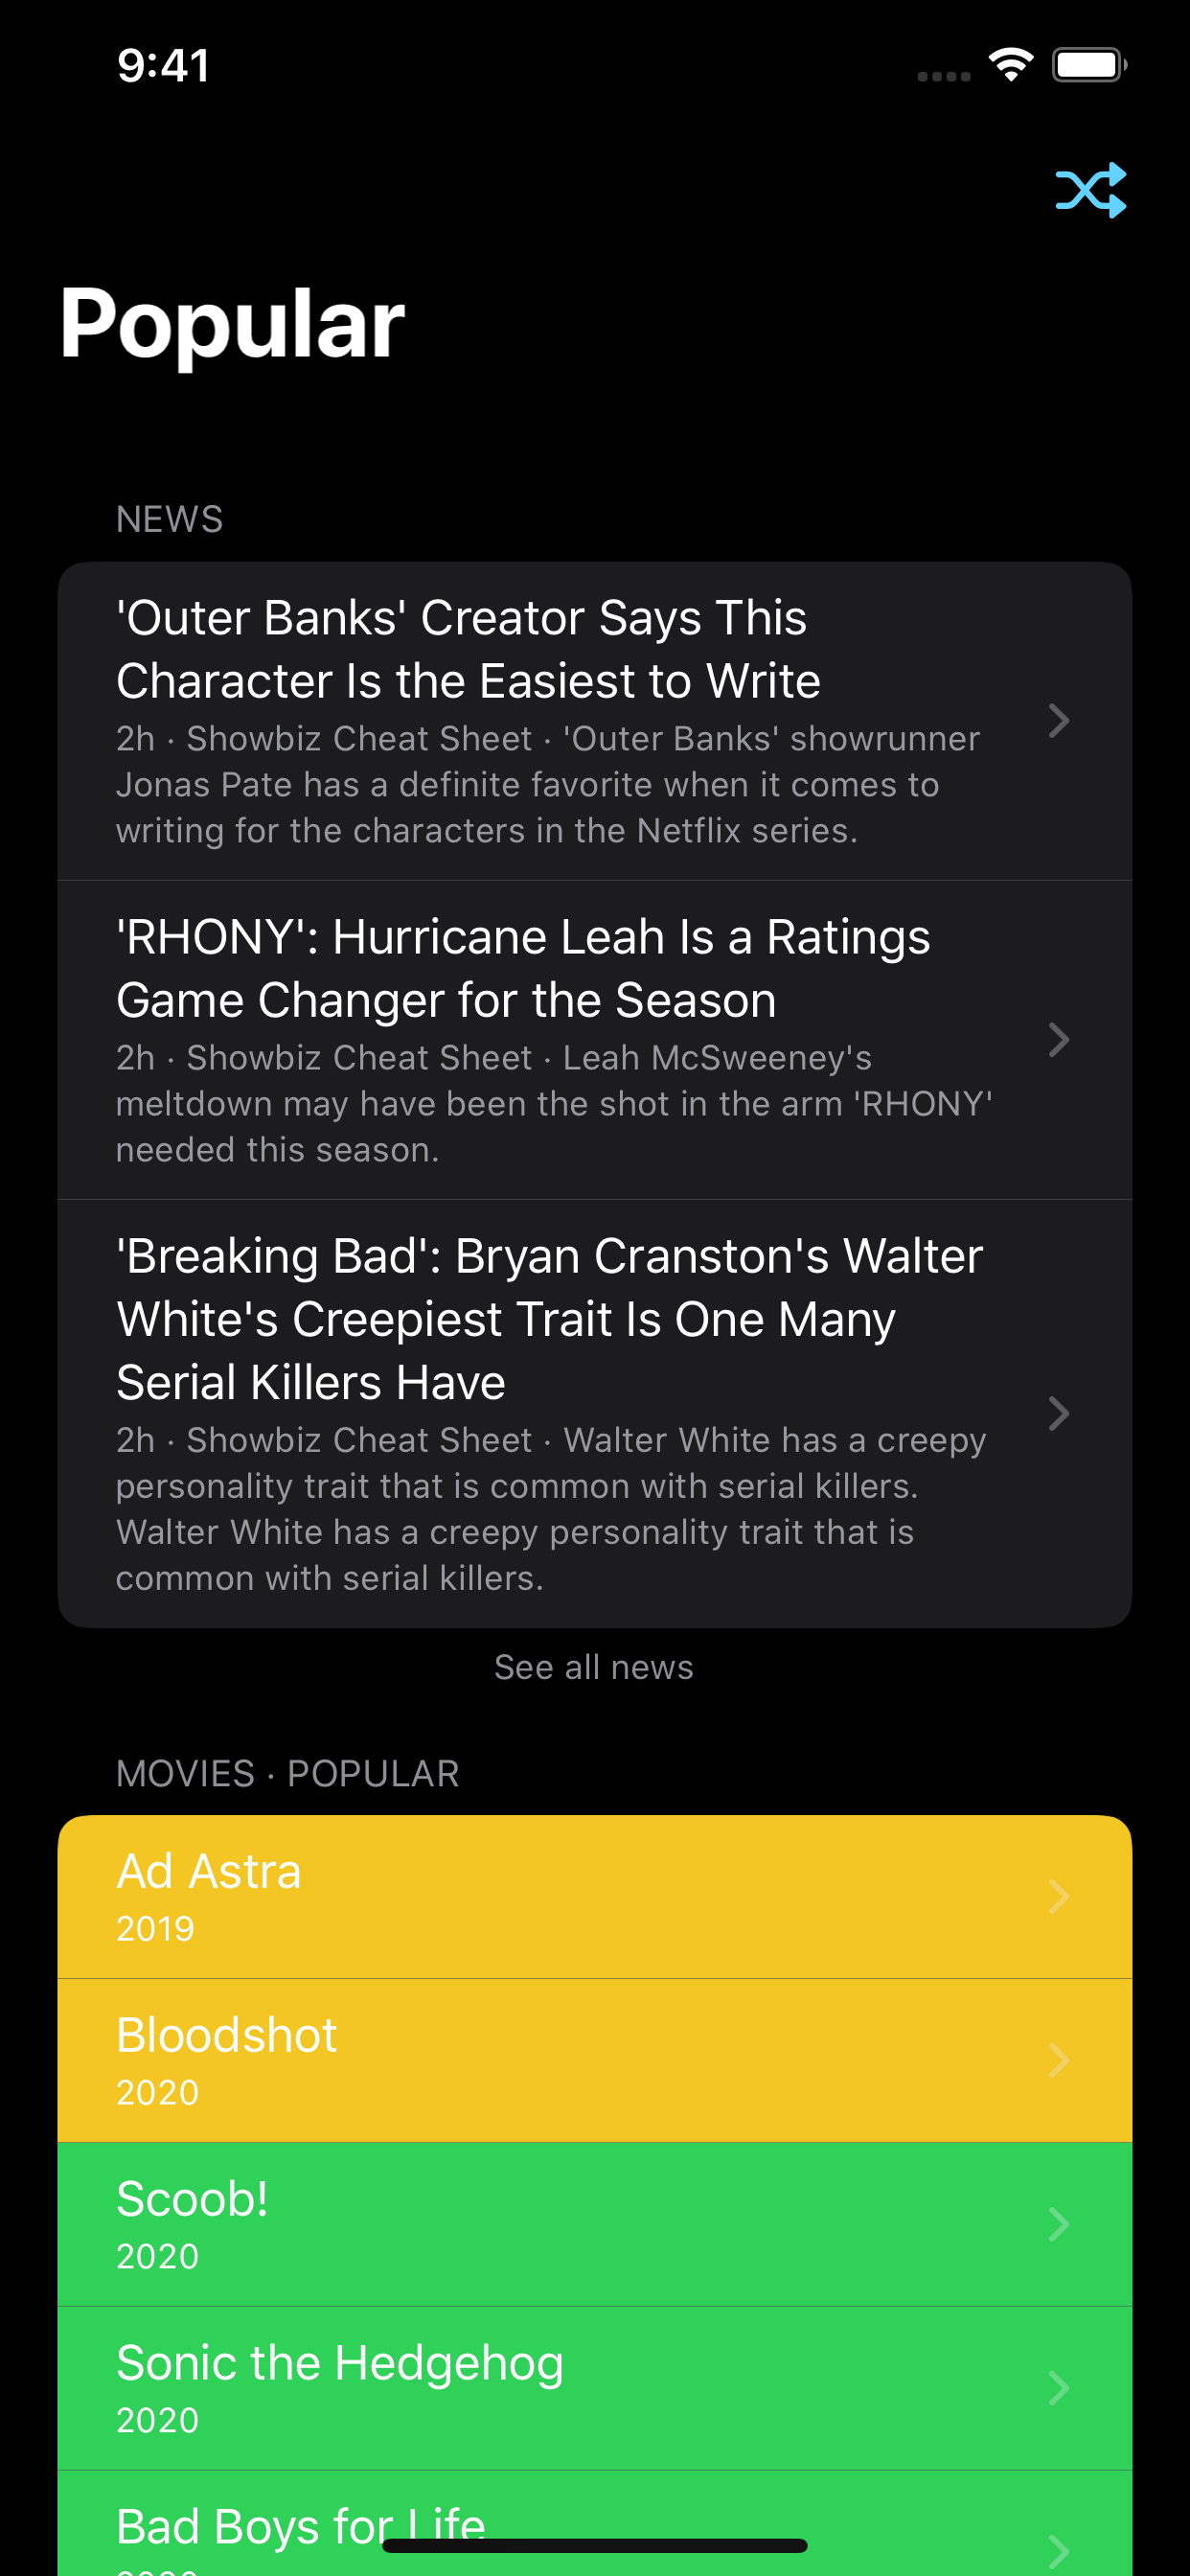 9:41
Popular
NEWS
'Outer Banks' Creator Says This
Character Is the Easiest to Write
2h · Showbiz Cheat Sheet · 'Outer Banks' showrunner
Jonas Pate has a definite favorite when it comes to
writing for the characters in the Netflix series.
'RHONY': Hurricane Leah Is a Ratings
Game Changer for the Season
2h · Showbiz Cheat Sheet · Leah McSweeney's
meltdown may have been the shot in the arm 'RHONY'
needed this season.
'Breaking Bad': Bryan Cranston's Walter
White's Creepiest Trait Is One Many
Serial Killers Have
2h · Showbiz Cheat Sheet · Walter White has a creepy
personality trait that is common with serial killers.
Walter White has a creepy personality trait that is
common with serial killers.
See all news
MOVIES · POPULAR
Ad Astra
2019
Bloodshot
2020
Scoob!
2020
Sonic the Hedgehog
2020
Bad Boys for Life